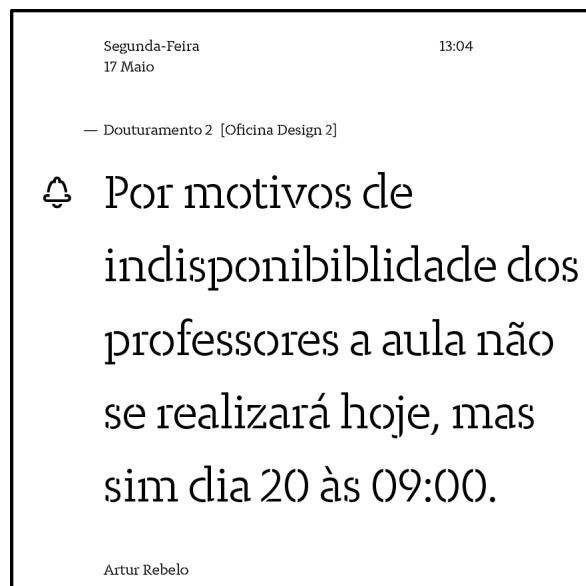 Segunda-Feira 13:04
17 Maio
— Douturamento 2 [Oficina Design 2]
Por motivos de
indisponibiblidade dos
professores a aula não
se realizará hoje, mas
sim dia 20 às 09:00.
Artur Rebelo